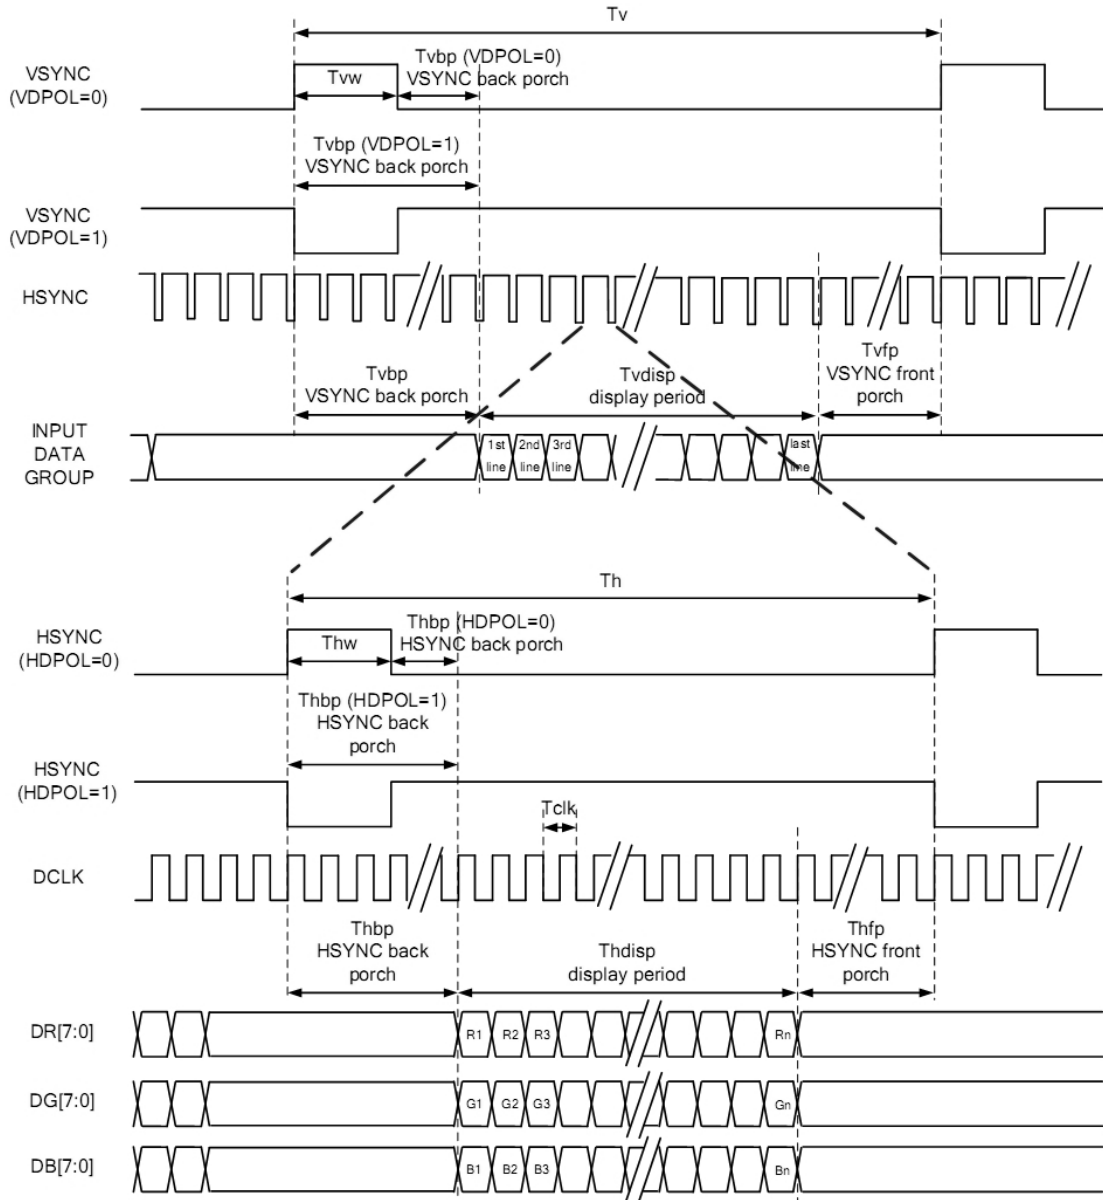 Tv
VSYNC
(VDPOL=0)
Tvw
Tvbp (VDPOL=0)
VSYNC back porch
Tvbp (VDPOL=1)
VSYNC back porch
VSYNC
(VDPOL=1)
HSYNC
Tvbp
VSYNC back porch
Tvdisp
display period
Tvfp
VSYNC front
porch
INPUT
DATA
GROUP
1st
line
2nd
line
3rd
line
last
line
Th
HSYNC
(HDPOL=0)
Thw
Thbp (HDPOL=0)
HSYNC back porch
Thbp (HDPOL=1)
HSYNC back
porch
HSYNC
(HDPOL=1)
Tclk
DCLK
Thbp
HSYNC back
porch
Thdisp
display period
Thfp
HSYNC front
porch
DR[7:0]
R1 R2 R3 Rn
DG[7:0]
G1 G2 G3 Gn
DB[7:0]
B1 B2 B3 Bn